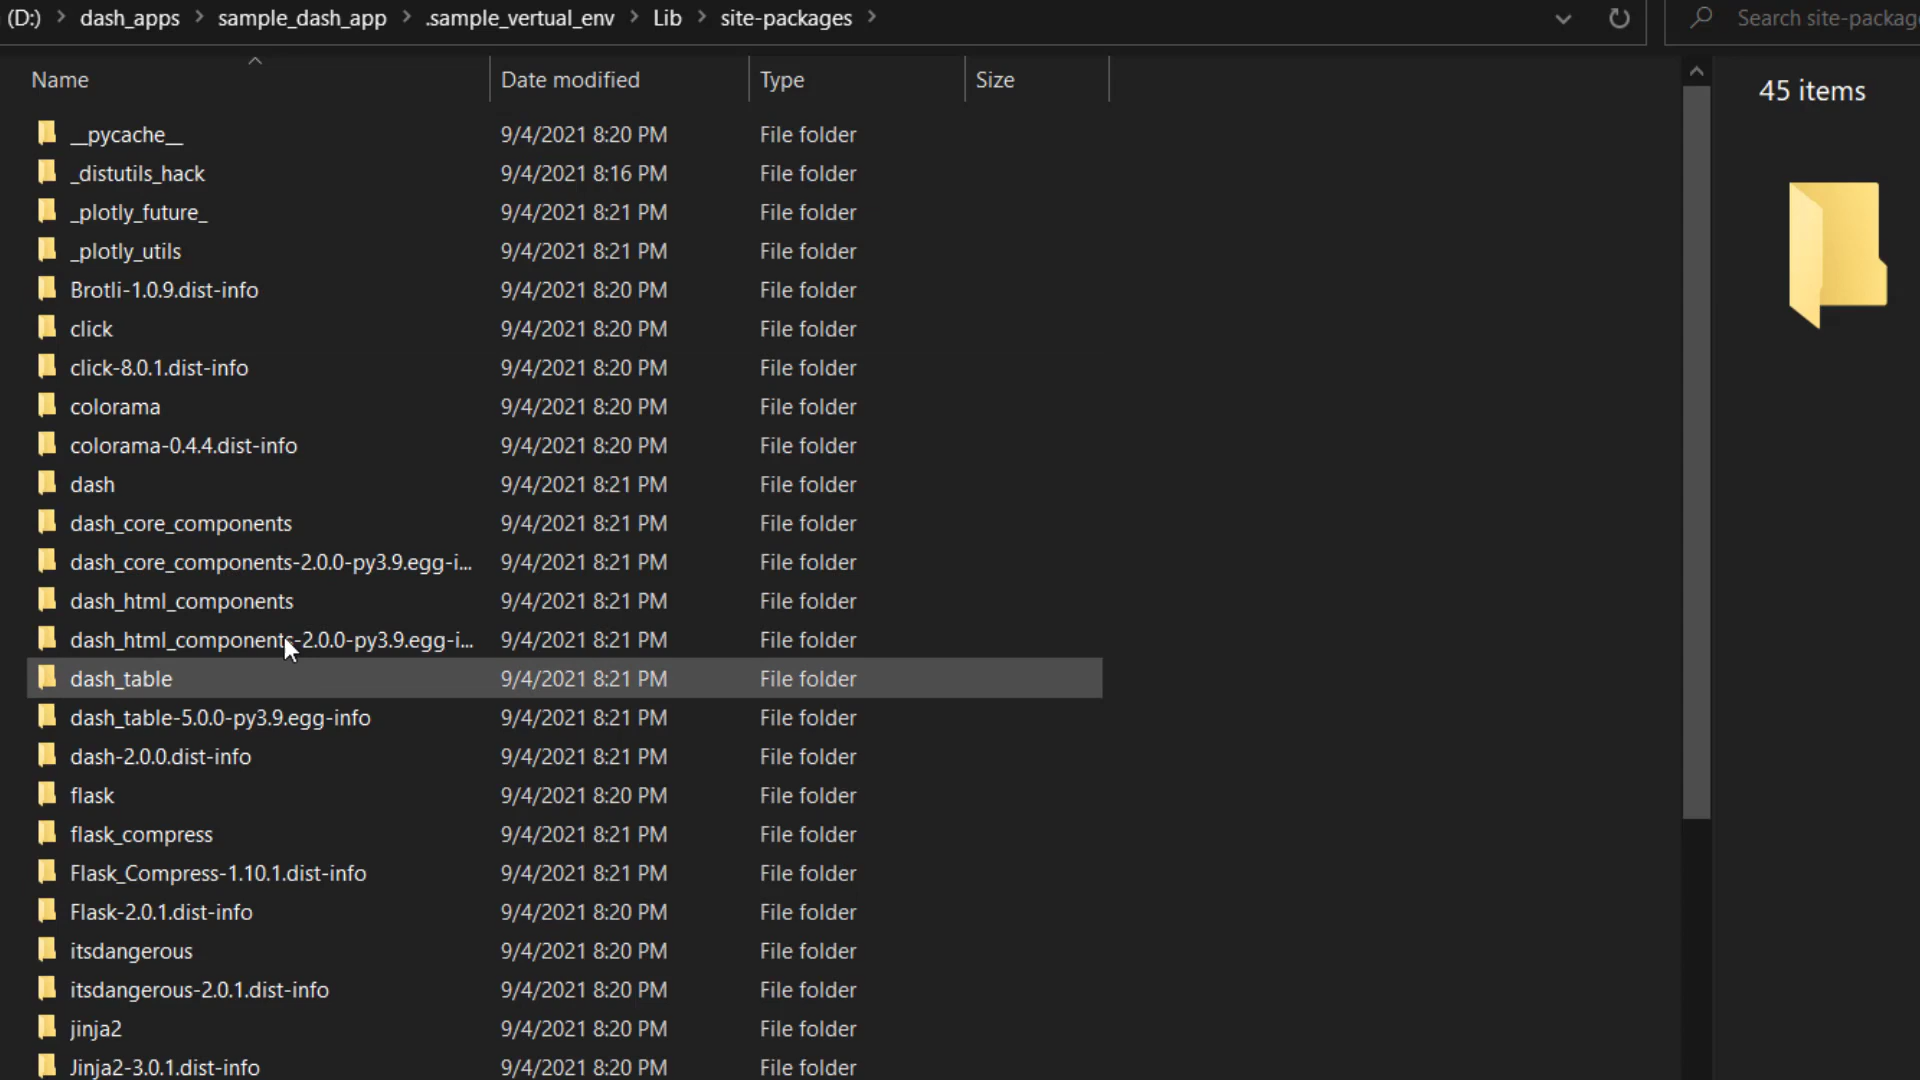 (D:) > dash_apps > sample_dash_app > .sample_vertual_env > Lib > site-packages >
Search site-packag
Name Date modified Type Size
45 items
__pycache__ 9/4/2021 8:20 PM File folder
_distutils_hack 9/4/2021 8:16 PM File folder
_plotly_future_ 9/4/2021 8:21 PM File folder
_plotly_utils 9/4/2021 8:21 PM File folder
Brotli-1.0.9.dist-info 9/4/2021 8:20 PM File folder
click 9/4/2021 8:20 PM File folder
click-8.0.1.dist-info 9/4/2021 8:20 PM File folder
colorama 9/4/2021 8:20 PM File folder
colorama-0.4.4.dist-info 9/4/2021 8:20 PM File folder
dash 9/4/2021 8:21 PM File folder
dash_core_components 9/4/2021 8:21 PM File folder
dash_core_components-2.0.0-py3.9.egg-i... 9/4/2021 8:21 PM File folder
dash_html_components 9/4/2021 8:21 PM File folder
dash_html_components-2.0.0-py3.9.egg-i... 9/4/2021 8:21 PM File folder
dash_table 9/4/2021 8:21 PM File folder
dash_table-5.0.0-py3.9.egg-info 9/4/2021 8:21 PM File folder
dash-2.0.0.dist-info 9/4/2021 8:21 PM File folder
flask 9/4/2021 8:20 PM File folder
flask_compress 9/4/2021 8:21 PM File folder
Flask_Compress-1.10.1.dist-info 9/4/2021 8:21 PM File folder
Flask-2.0.1.dist-info 9/4/2021 8:20 PM File folder
itsdangerous 9/4/2021 8:20 PM File folder
itsdangerous-2.0.1.dist-info 9/4/2021 8:20 PM File folder
jinja2 9/4/2021 8:20 PM File folder
Jinja2-3.0.1.dist-info 9/4/2021 8:20 PM File folder